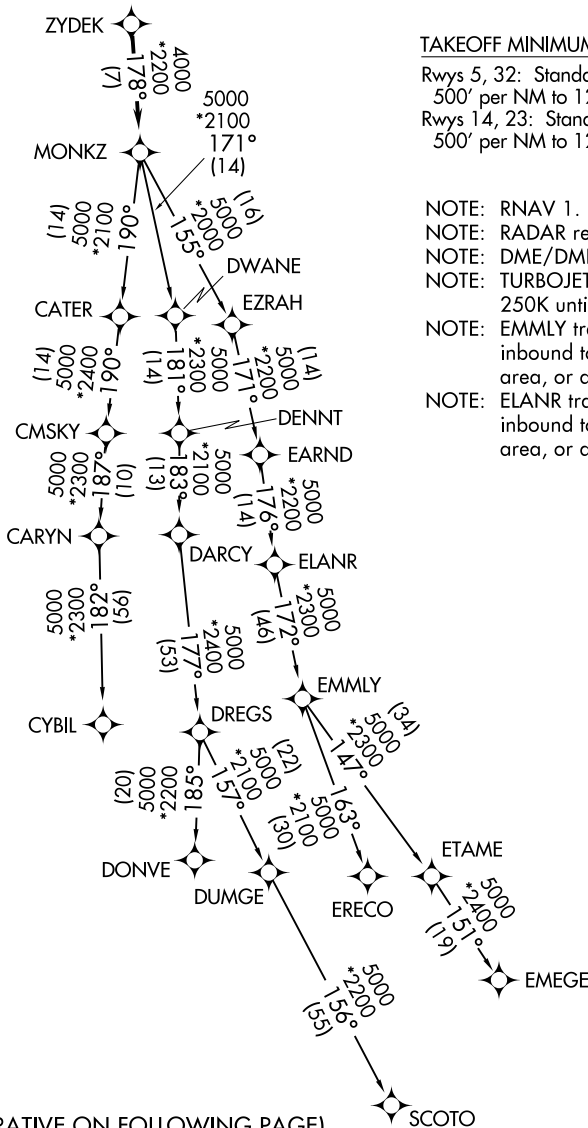 ZYDEK
4000
*2200
178°
(7)
MONKZ
5000
*2100
171°
(14)
(14)
5000
*2100
190°
(16)
5000
*2000
155°
DWANE
CATER
EZRAH
(14)
5000
*2400
190°
5000
*2300
181°
(14)
(14)
5000
*2200
171°
CMSKY
DENNT
EARND
5000
*2300
187°
(10)
5000
*2100
183°
(13)
5000
*2200
176°
(14)
CARYN
DARCY
ELANR
5000
*2300
182°
(56)
5000
*2400
177°
(53)
5000
*2300
172°
(46)
EMMLY
CYBIL
DREGS
(34)
5000
*2300
147°
(20)
5000
*2200
185°
(22)
5000
*2100
157°
163°
5000
*2100
(30)
DONVE
DUMGE
ERECO
ETAME
5000
*2400
151°
(19)
EMEGE
5000
*2200
156°
(55)
SCOTO
TAKEOFF MINIMUM
Rwys 5, 32: Standa
500' per NM to 12
Rwys 14, 23: Stand
500' per NM to 12
NOTE: RNAV 1.
NOTE: RADAR re
NOTE: DME/DM
NOTE: TURBOJET
250K unti
NOTE: EMMLY tra
inbound to
area, or a
NOTE: ELANR tra
inbound to
area, or a
RATIVE ON FOLLOWING PAGE)